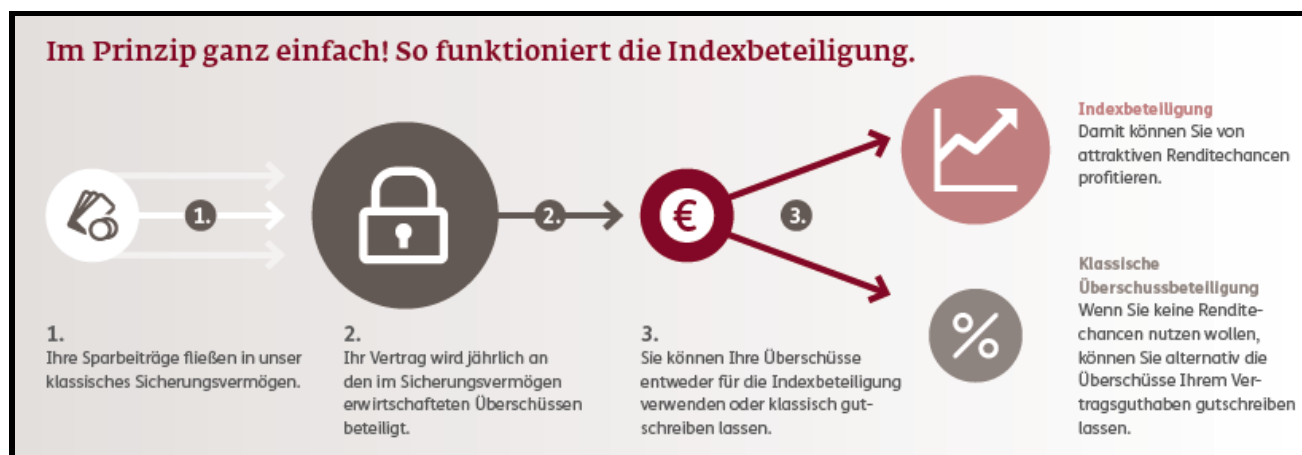 Im Prinzip ganz einfach! So funktioniert die Indexbeteiligung.
1.
2.
€
3.
1.
Ihre Sparbeiträge fließen in unser
klassisches Sicherungsvermögen.
2.
Ihr Vertrag wird jährlich an
den im Sicherungsvermögen
erwirtschafteten Überschüssen
beteiligt.
3.
Sie können Ihre Überschüsse
entweder für die Indexbeteiligung
verwenden oder klassisch gut-
schreiben lassen.
Indexbeteiligung
Damit können Sie von
attraktiven Renditechancen
profitieren.
%
Klassische
Überschussbeteiligung
Wenn Sie keine Rendite-
chancen nutzen wollen,
können Sie alternativ die
Überschüsse Ihrem Ver-
tragsguthaben gutschreiben
lassen.